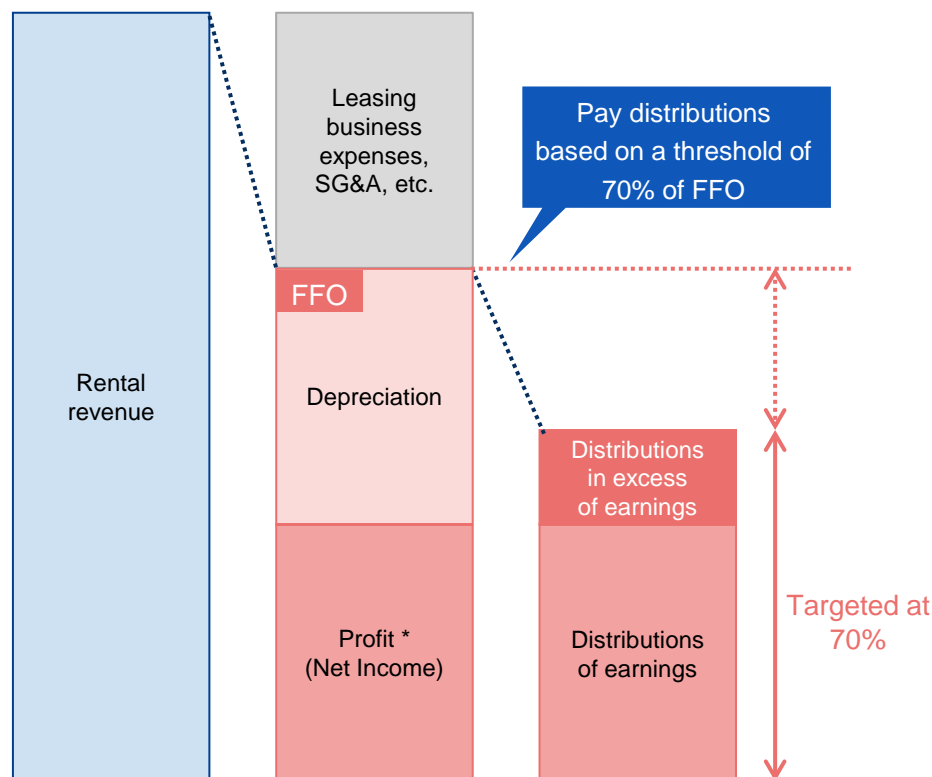 Rental
revenue
Leasing
business
expenses,
SG&A, etc.
FFO
Depreciation
Profit *
(Net Income)
Pay distributions
based on a threshold of
70% of FFO
Distributions
in excess
of earnings
Distributions
of earnings
Targeted at
70%